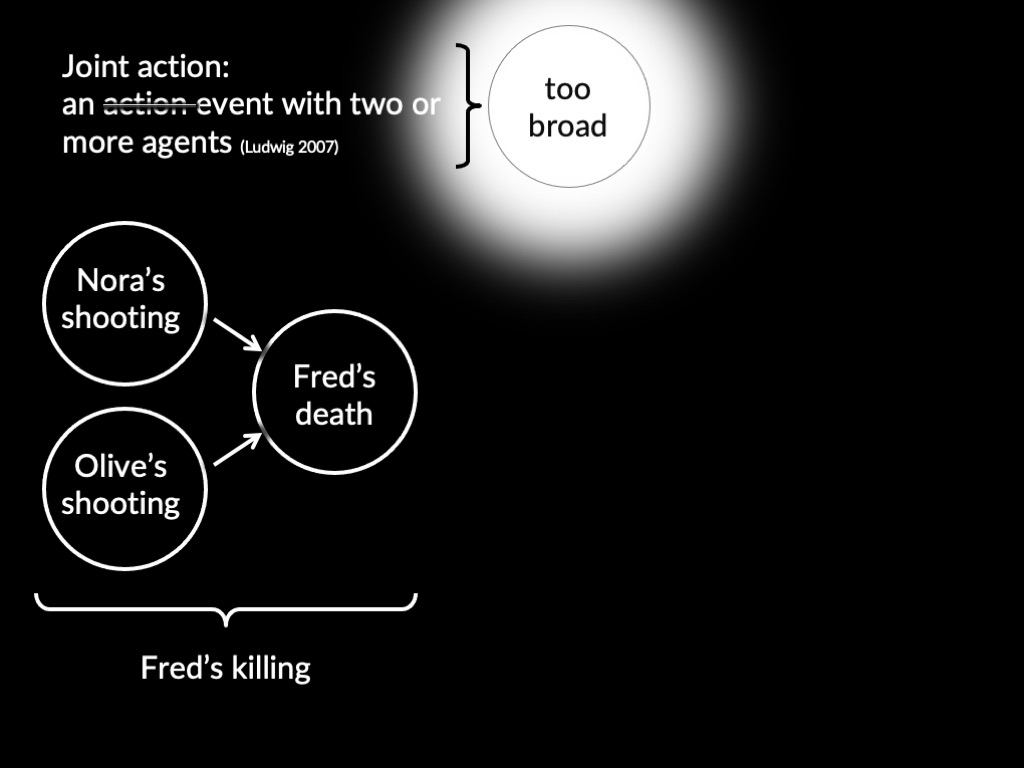 Joint action:
an action event with two or
more agents (Ludwig 2007)
too
broad
Nora’s
shooting
Fred’s
death
Olive’s
shooting
Fred’s killing